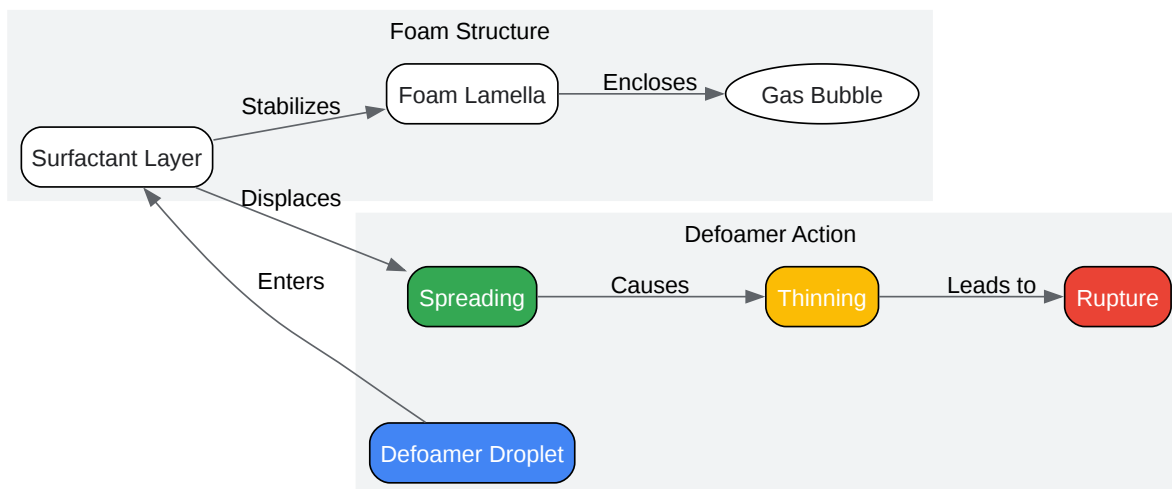 Foam Structure
Foam Lamella
Encloses
Gas Bubble
Stabilizes
Surfactant Layer
Displaces
Defoamer Action
Enters
Spreading
Causes
Thinning
Leads to
Rupture
Defoamer Droplet